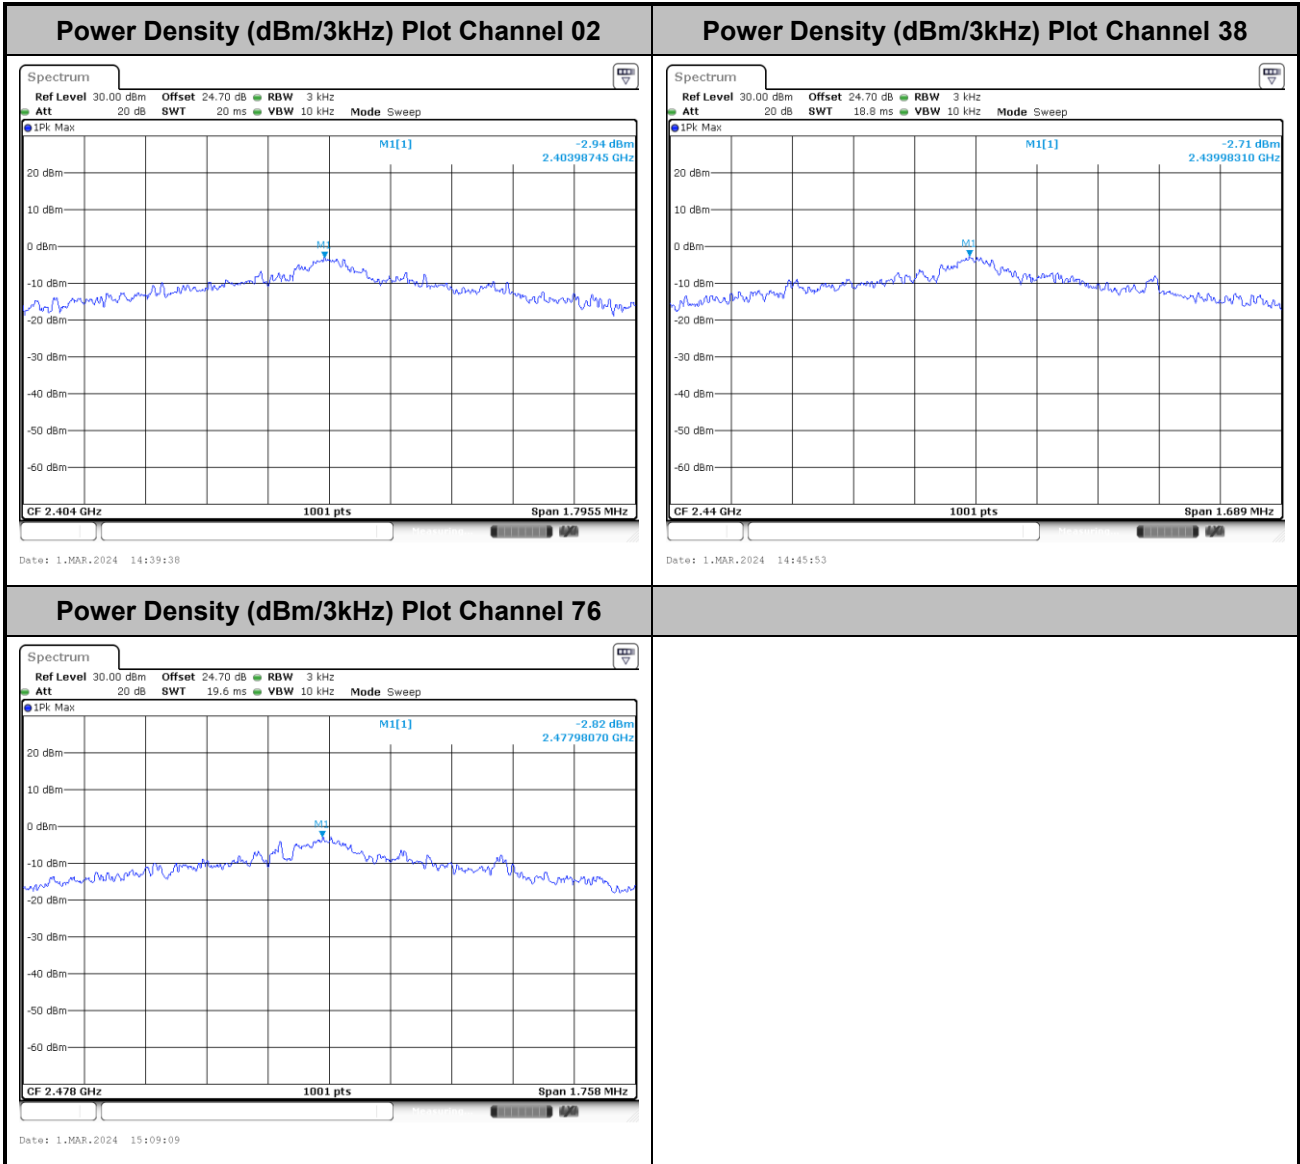 Power Density (dBm/3kHz) Plot Channel 02
Spectrum
Ref Level 30.00 dBm Offset 24.70 dB RBW 3 kHz
Att 20 dB SWT 20 ms VBW 10 kHz Mode Sweep
1Pk Max
M1[1] -2.94 dBm
2.40398745 GHz
20 dBm
10 dBm
M1
0 dBm
-10 dBm
-20 dBm
-30 dBm
-40 dBm
-50 dBm
-60 dBm
CF 2.404 GHz 1001 pts Span 1.7955 MHz
Date: 1.MAR.2024 14:39:38
Power Density (dBm/3kHz) Plot Channel 38
Spectrum
Ref Level 30.00 dBm Offset 24.70 dB RBW 3 kHz
Att 20 dB SWT 18.8 ms VBW 10 kHz Mode Sweep
1Pk Max
M1[1] -2.71 dBm
2.43998310 GHz
20 dBm
10 dBm
M1
0 dBm
-10 dBm
-20 dBm
-30 dBm
-40 dBm
-50 dBm
-60 dBm
CF 2.44 GHz 1001 pts Span 1.689 MHz
Date: 1.MAR.2024 14:45:53
Power Density (dBm/3kHz) Plot Channel 76
Spectrum
Ref Level 30.00 dBm Offset 24.70 dB RBW 3 kHz
Att 20 dB SWT 19.6 ms VBW 10 kHz Mode Sweep
1Pk Max
M1[1] -2.82 dBm
2.47798070 GHz
20 dBm
10 dBm
M1
0 dBm
-10 dBm
-20 dBm
-30 dBm
-40 dBm
-50 dBm
-60 dBm
CF 2.478 GHz 1001 pts Span 1.758 MHz
Date: 1.MAR.2024 15:09:09